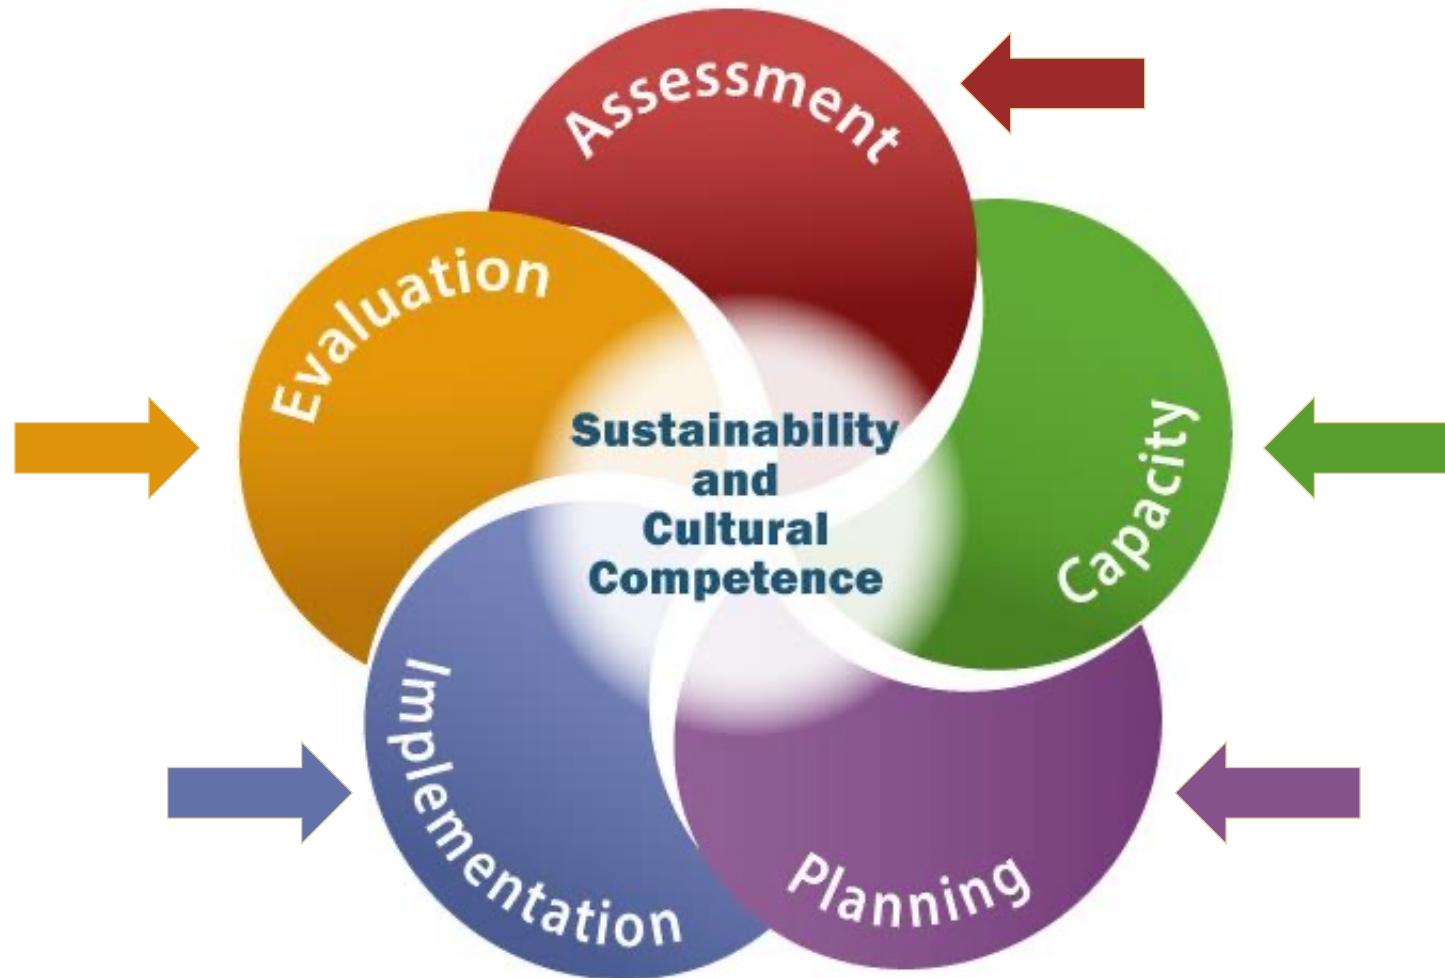 Assessment
Capacity
Planning
Implementation
Evaluation
Sustainability
and
Cultural
Competence